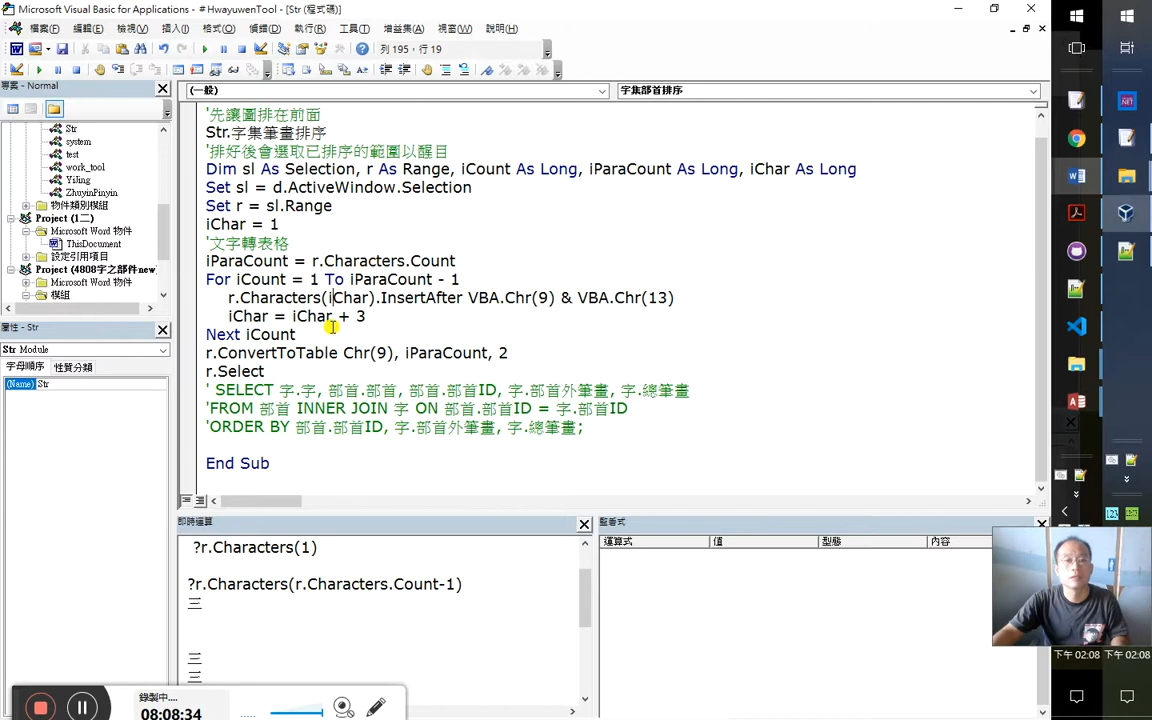 Microsoft Visual Basic for Applications - #HwayuwenTool - [Str (程式碼)]
檔案(F) 編輯(E) 檢視(V) 插入(I) 格式(O) 偵錯(D) 執行(R) 工具(T) 增益集(A) 視窗(W) 說明(H)
列 195，行 19
專案 - Normal
Str
system
test
work_tool
YiJing
ZhuyinPinyin
物件類別模組
Project (1二)
Microsoft Word 物件
ThisDocument
設定引用項目
Project (4808字之部件new)
Microsoft Word 物件
模組
屬性 - Str
Str Module
字母順序 性質分類
(Name) Str
(一般)
字集部首排序
'先讓圖排在前面
Str.字集筆畫排序
'排好後會選取已排序的範圍以醒目
Dim sl As Selection, r As Range, iCount As Long, iParaCount As Long, iChar As Long
Set sl = d.ActiveWindow.Selection
Set r = sl.Range
iChar = 1
'文字轉表格
iParaCount = r.Characters.Count
For iCount = 1 To iParaCount - 1
r.Characters(iChar).InsertAfter VBA.Chr(9) & VBA.Chr(13)
iChar = iChar + 3
Next iCount
r.ConvertToTable Chr(9), iParaCount, 2
r.Select
' SELECT 字.字, 部首.部首, 部首.部首ID, 字.部首外筆畫, 字.總筆畫
'FROM 部首 INNER JOIN 字 ON 部首.部首ID = 字.部首ID
'ORDER BY 部首.部首ID, 字.部首外筆畫, 字.總筆畫;
End Sub
即時運算
?r.Characters(1)
?r.Characters(r.Characters.Count-1)
三
三
三
監看式
運算式 值 型態 內容
錄製中....
08:08:34
下午 02:08 下午 02:08